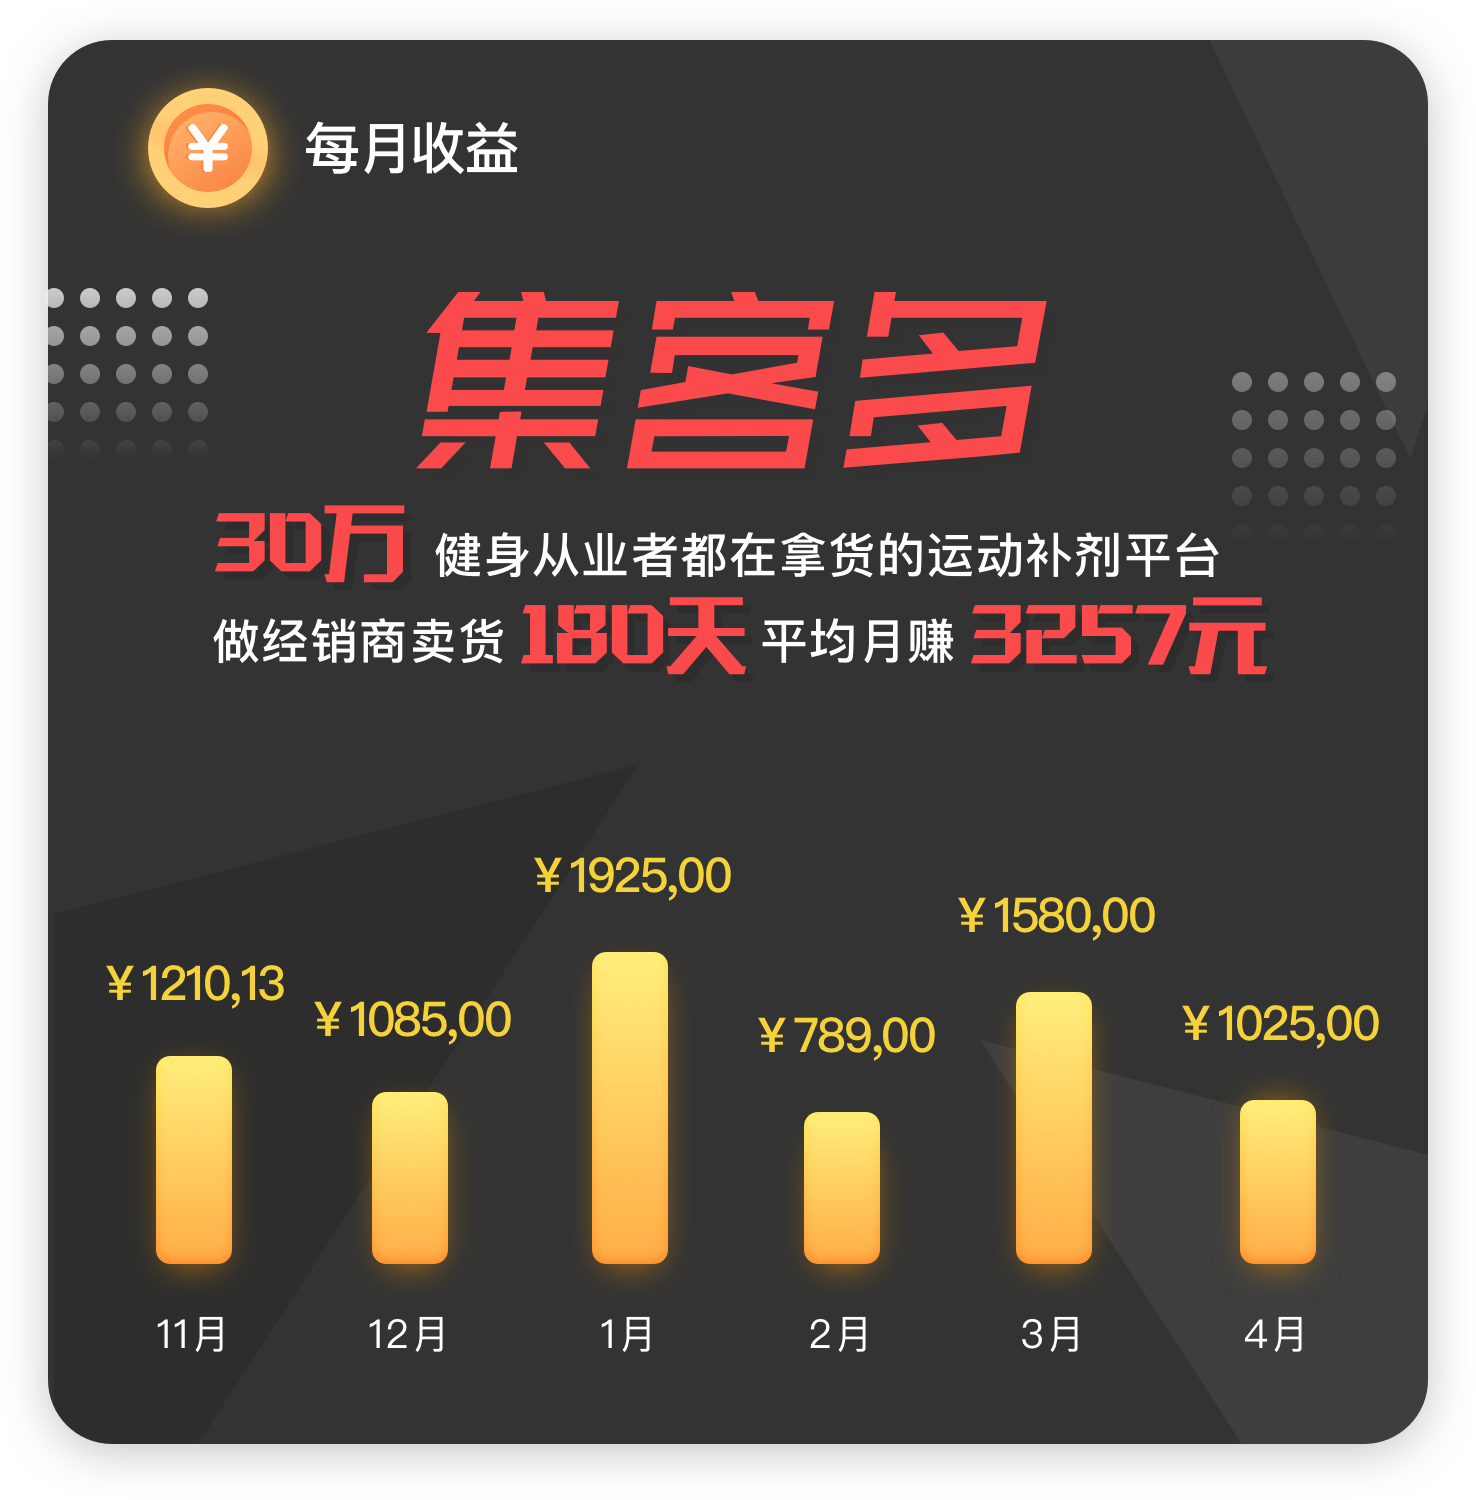 ¥ 每月收益
集客多
30万 健身从业者都在拿货的运动补剂平台
做经销商卖货 180天 平均月赚 3257元
¥1925,00
¥1580,00
¥1210,13
¥1085,00
¥789,00
¥1025,00
11月 12月 1月 2月 3月 4月